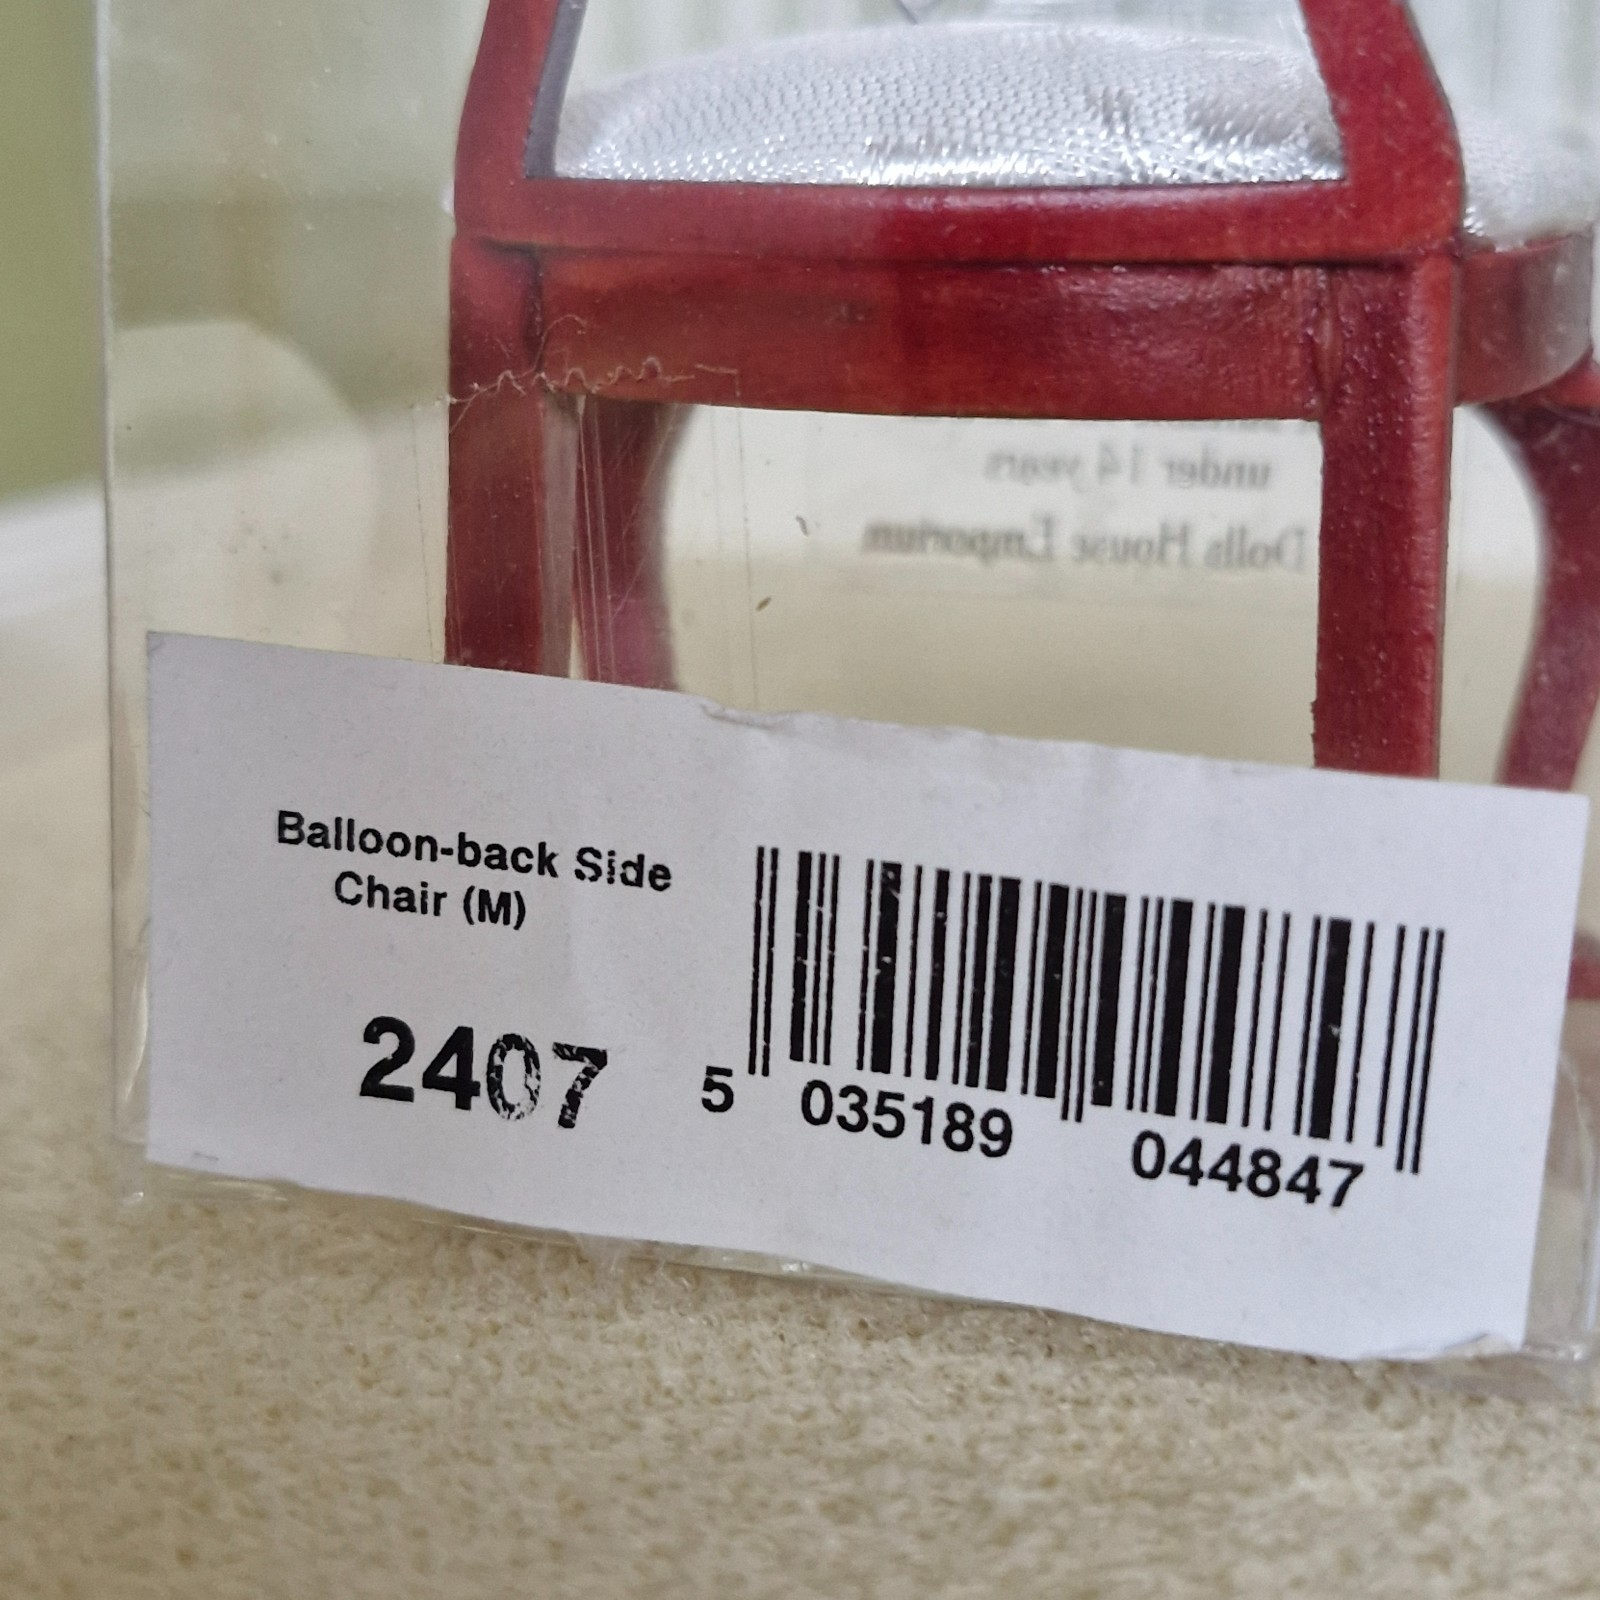 under 14 years
Dolls House Emporium
Balloon-back Side
Chair (M)
2407
5 035189 044847